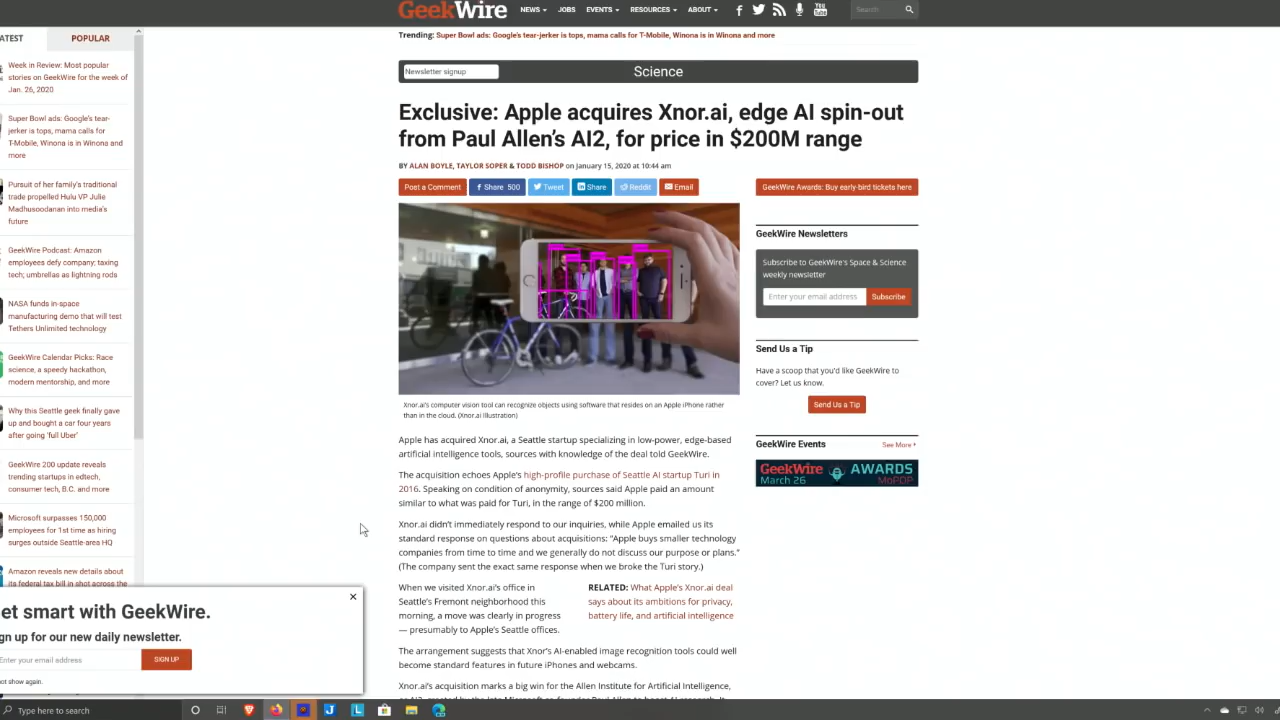 GeekWire
NEWS JOBS EVENTS RESOURCES ABOUT You Tube Search
Trending: Super Bowl ads: Google's tear-jerker is tops, mama calls for T-Mobile, Winona is in Winona and more
ATEST POPULAR
Week in Review: Most popular
stories on GeekWire for the week of
Jan. 26, 2020
Super Bowl ads: Google's tear-
jerker is tops, mama calls for
T-Mobile, Winona is in Winona and
more
Pursuit of her family's traditional
trade propelled Hulu VP Julie
Madhusoodanan into media's
future
GeekWire Podcast: Amazon
employees defy company; taxing
tech; umbrellas as lightning rods
NASA funds in-space
manufacturing demo that will test
Tethers Unlimited technology
GeekWire Calendar Picks: Race
science, a speedy hackathon,
modern mentorship, and more
Why this Seattle geek finally gave
up and bought a car four years
after going 'full Uber'
GeekWire 200 update reveals
trending startups in edtech,
consumer tech, B.C. and more
Microsoft surpasses 150,000
employees for 1st time as hiring
surges outside Seattle-area HQ
Amazon reveals new details about
its federal tax bill in shot across the
et smart with GeekWire.
gn up for our new daily newsletter.
Enter your email address SIGN UP
ot show again.
Newsletter signup Science
Exclusive: Apple acquires Xnor.ai, edge AI spin-out
from Paul Allen's AI2, for price in $200M range
BY ALAN BOYLE, TAYLOR SOPER & TODD BISHOP on January 15, 2020 at 10:44 am
Post a Comment Share 500 Tweet Share Reddit Email
Xnor.ai's computer vision tool can recognize objects using software that resides on an Apple iPhone rather
than in the cloud. (Xnor.ai Illustration)
Apple has acquired Xnor.ai, a Seattle startup specializing in low-power, edge-based
artificial intelligence tools, sources with knowledge of the deal told GeekWire.
The acquisition echoes Apple's high-profile purchase of Seattle AI startup Turi in
2016. Speaking on condition of anonymity, sources said Apple paid an amount
similar to what was paid for Turi, in the range of $200 million.
Xnor.ai didn't immediately respond to our inquiries, while Apple emailed us its
standard response on questions about acquisitions: "Apple buys smaller technology
companies from time to time and we generally do not discuss our purpose or plans."
(The company sent the exact same response when we broke the Turi story.)
When we visited Xnor.ai's office in
Seattle's Fremont neighborhood this
morning, a move was clearly in progress
— presumably to Apple's Seattle offices.
RELATED: What Apple's Xnor.ai deal
says about its ambitions for privacy,
battery life, and artificial intelligence
The arrangement suggests that Xnor's AI-enabled image recognition tools could well
become standard features in future iPhones and webcams.
Xnor.ai's acquisition marks a big win for the Allen Institute for Artificial Intelligence,
GeekWire Awards: Buy early-bird tickets here
GeekWire Newsletters
Subscribe to GeekWire's Space & Science
weekly newsletter
Enter your email address Subscribe
Send Us a Tip
Have a scoop that you'd like GeekWire to
cover? Let us know.
Send Us a Tip
GeekWire Events See More
GeekWire AWARDS
March 26 MoPOP
Type here to search